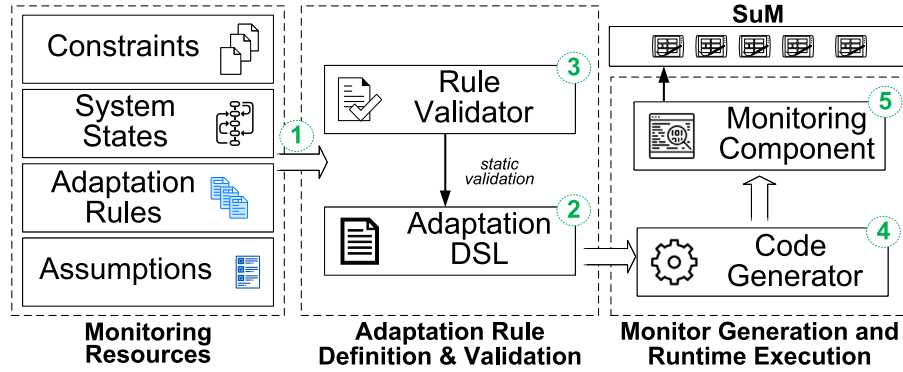 Constraints
System
States
Adaptation
Rules
Assumptions
Monitoring
Resources
1
3
Rule
Validator
static
validation
2
Adaptation
DSL
Adaptation Rule
Definition & Validation
SuM
5
Monitoring
Component
4
Code
Generator
Monitor Generation and
Runtime Execution